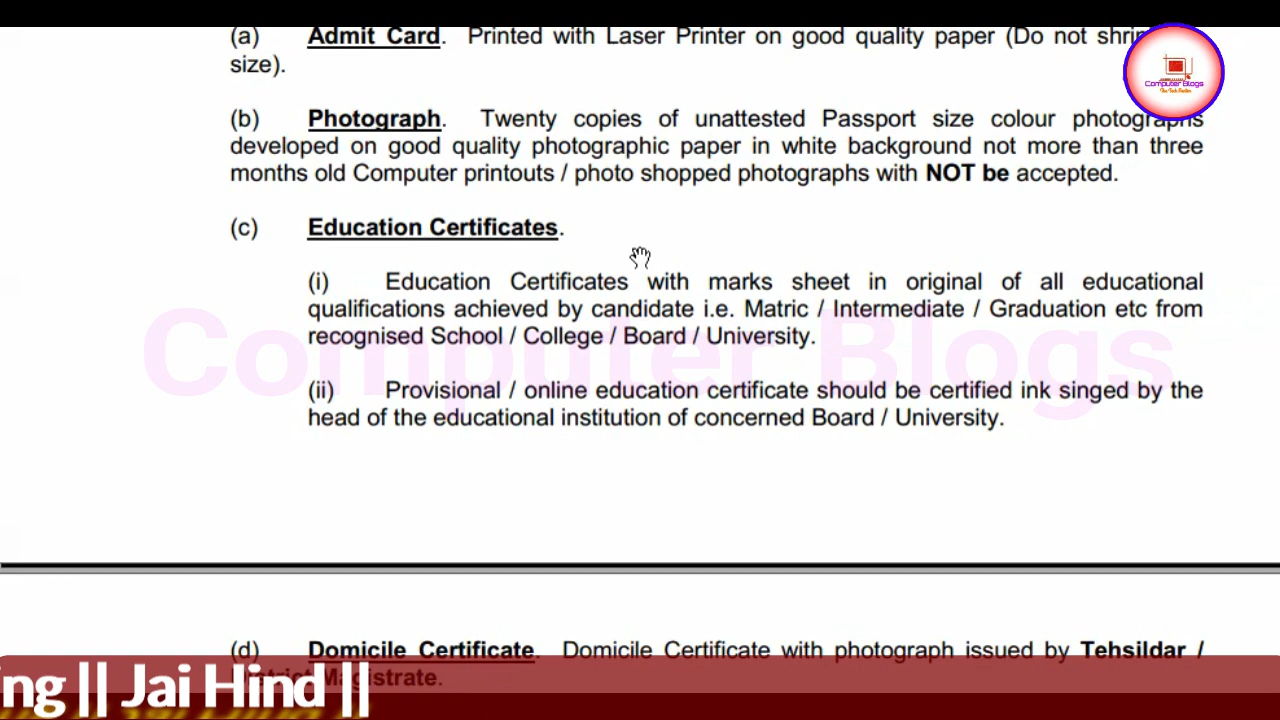 (a) Admit Card. Printed with Laser Printer on good quality paper (Do not
size).
(b) Photograph. Twenty copies of unattested Passport size colour photographs
developed on good quality photographic paper in white background not more than three
months old Computer printouts / photo shopped photographs with NOT be accepted.
(c) Education Certificates.
(i) Education Certificates with marks sheet in original of all educational
qualifications achieved by candidate i.e. Matric / Intermediate / Graduation etc from
recognised School / College / Board / University.
(ii) Provisional / online education certificate should be certified ink singed by the
head of the educational institution of concerned Board / University.
(d) Domicile Certificate. Domicile Certificate with photograph issued by Tehsildar /
District Magistrate.
ing || Jai Hind ||
Computer Blogs
Computer Blogs